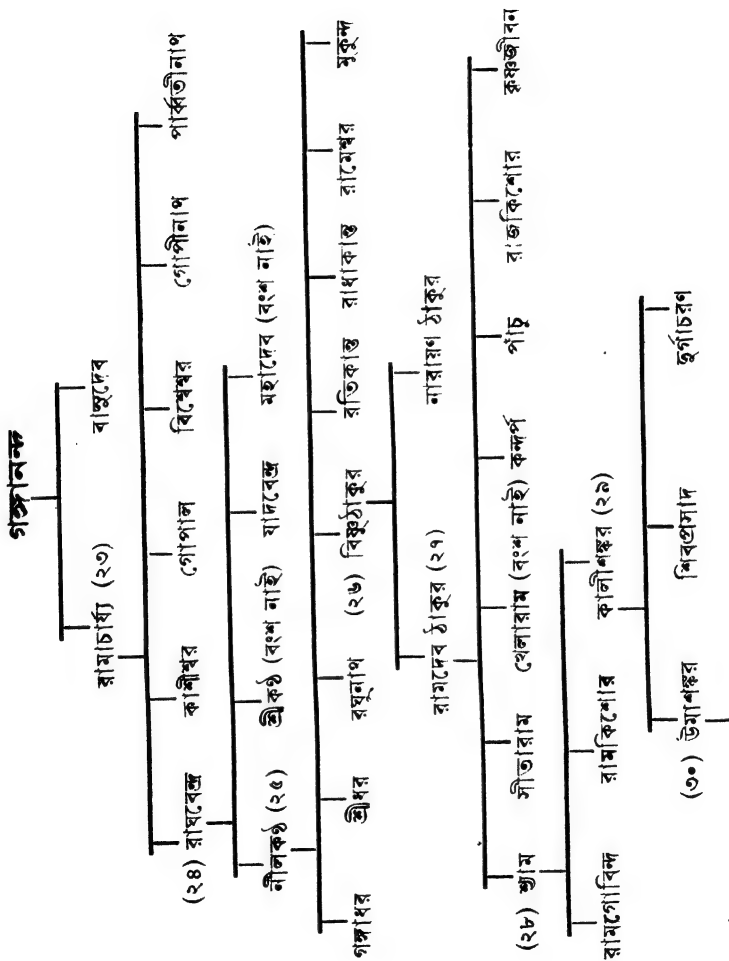 গঙ্গানন্দ
রামাচার্য্য (২৩) বাসুদেব
(২৪) রাঘবেন্দ্র কাশীশ্বর গোপাল বিশ্বেশ্বর গোপীনাথ পার্ব্বতীনাথ
নীলকণ্ঠ (২৫) শ্রীকণ্ঠ (বংশ নাই) যাদবেন্দ্র মহাদেব (বংশ নাই)
গঙ্গাধর শ্রীধর রঘুনাথ (২৬) বিষ্ণুঠাকুর রতিকান্ত রাধাকান্ত রামেশ্বর মুকুন্দ
রামদেব ঠাকুর (২৭) নারায়ণ ঠাকুর
(২৮) শ্যাম সীতারাম খেলারাম (বংশ নাই) কন্দর্প পাঁচু রাজকিশোর কৃষ্ণজীবন
রামগোবিন্দ রামকিশোর কালীশঙ্কর (২৯)
(৩০) উমাশঙ্কর শিবপ্রসাদ দুর্গাচরণ